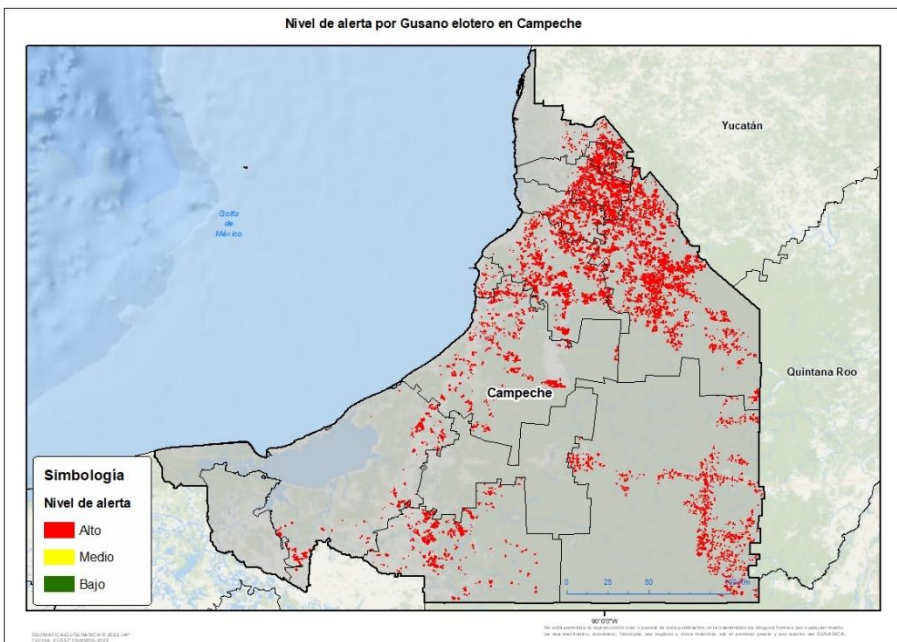 Nivel de alerta por Gusano elotero en Campeche
Yucatán
Golfo
de
México
Quintana Roo
Campeche
Simbología
Nivel de alerta
Alto
Medio
Bajo
0 25 50
90°0'0"W